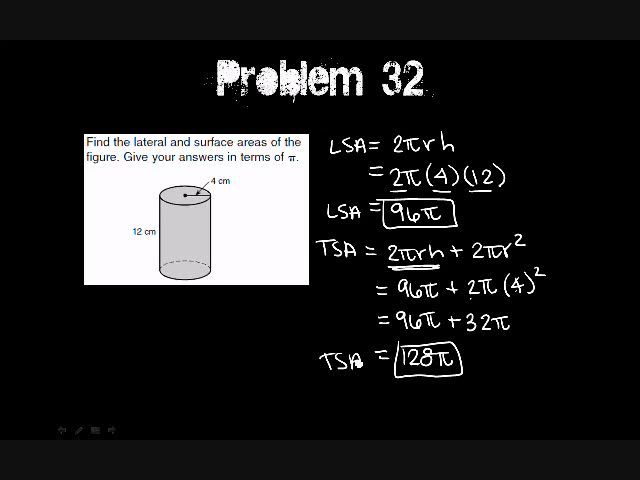 Problem 32
Find the lateral and surface areas of the
figure. Give your answers in terms of π.
4 cm
12 cm
LSA = 2πrh
= 2π (4) (12)
LSA = 96π
TSA = 2πrh + 2πr²
= 96π + 2π (4)²
= 96π + 32π
TSA = 128π